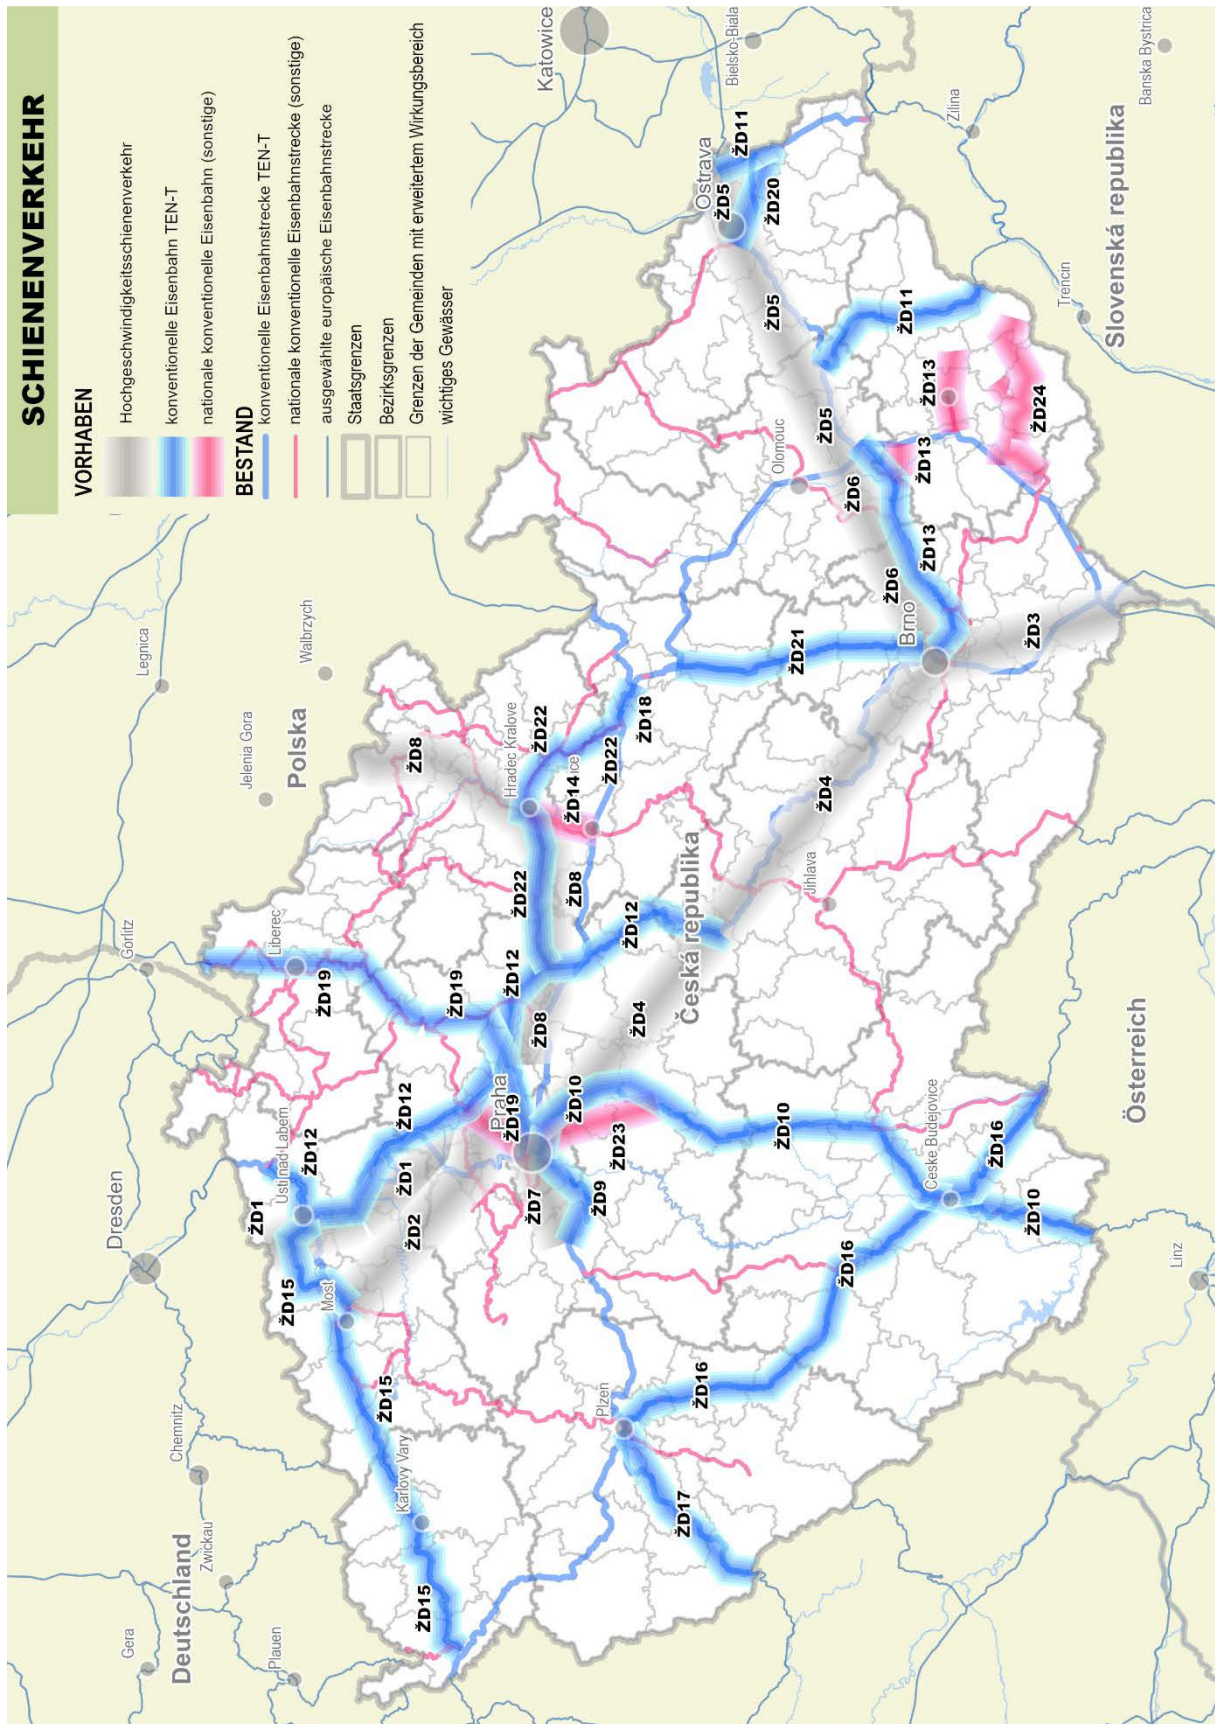 SCHIENENVERKEHR
VORHABEN
Hochgeschwindigkeitsschienenverkehr
konventionelle Eisenbahn TEN-T
nationale konventionelle Eisenbahn (sonstige)
BESTAND
konventionelle Eisenbahnstrecke TEN-T
nationale konventionelle Eisenbahnstrecke (sonstige)
ausgewählte europäische Eisenbahnstrecke
Staatsgrenzen
Bezirksgrenzen
Grenzen der Gemeinden mit erweitertem Wirkungsbereich
wichtiges Gewässer
Deutschland
Gera
Plauen
Zwickau
Chemnitz
Dresden
Görlitz
Polska
Jelenia Gora
Legnica
Walbrzych
Katowice
Bielsko-Biala
Banska Bystrica
Zilina
Trencin
Slovenská republika
Österreich
Linz
Česká republika
Liberec
Usti nad Labem
Most
Karlovy Vary
Plzen
Praha
Hradec Kralove
ice
Ceske Budejovice
Jihlava
Brno
Olomouc
Ostrava
ŽD1
ŽD12
ŽD15
ŽD19
ŽD12
ŽD1
ŽD2
ŽD15
ŽD15
ŽD19
ŽD12
ŽD22
ŽD8
ŽD8
ŽD22
ŽD14
ŽD22
ŽD18
ŽD8
ŽD19
ŽD7
ŽD9
ŽD10
ŽD23
ŽD4
ŽD12
ŽD17
ŽD16
ŽD16
ŽD10
ŽD16
ŽD10
ŽD4
ŽD21
ŽD3
ŽD6
ŽD13
ŽD6
ŽD13
ŽD5
ŽD13
ŽD24
ŽD11
ŽD5
ŽD5
ŽD20
ŽD11